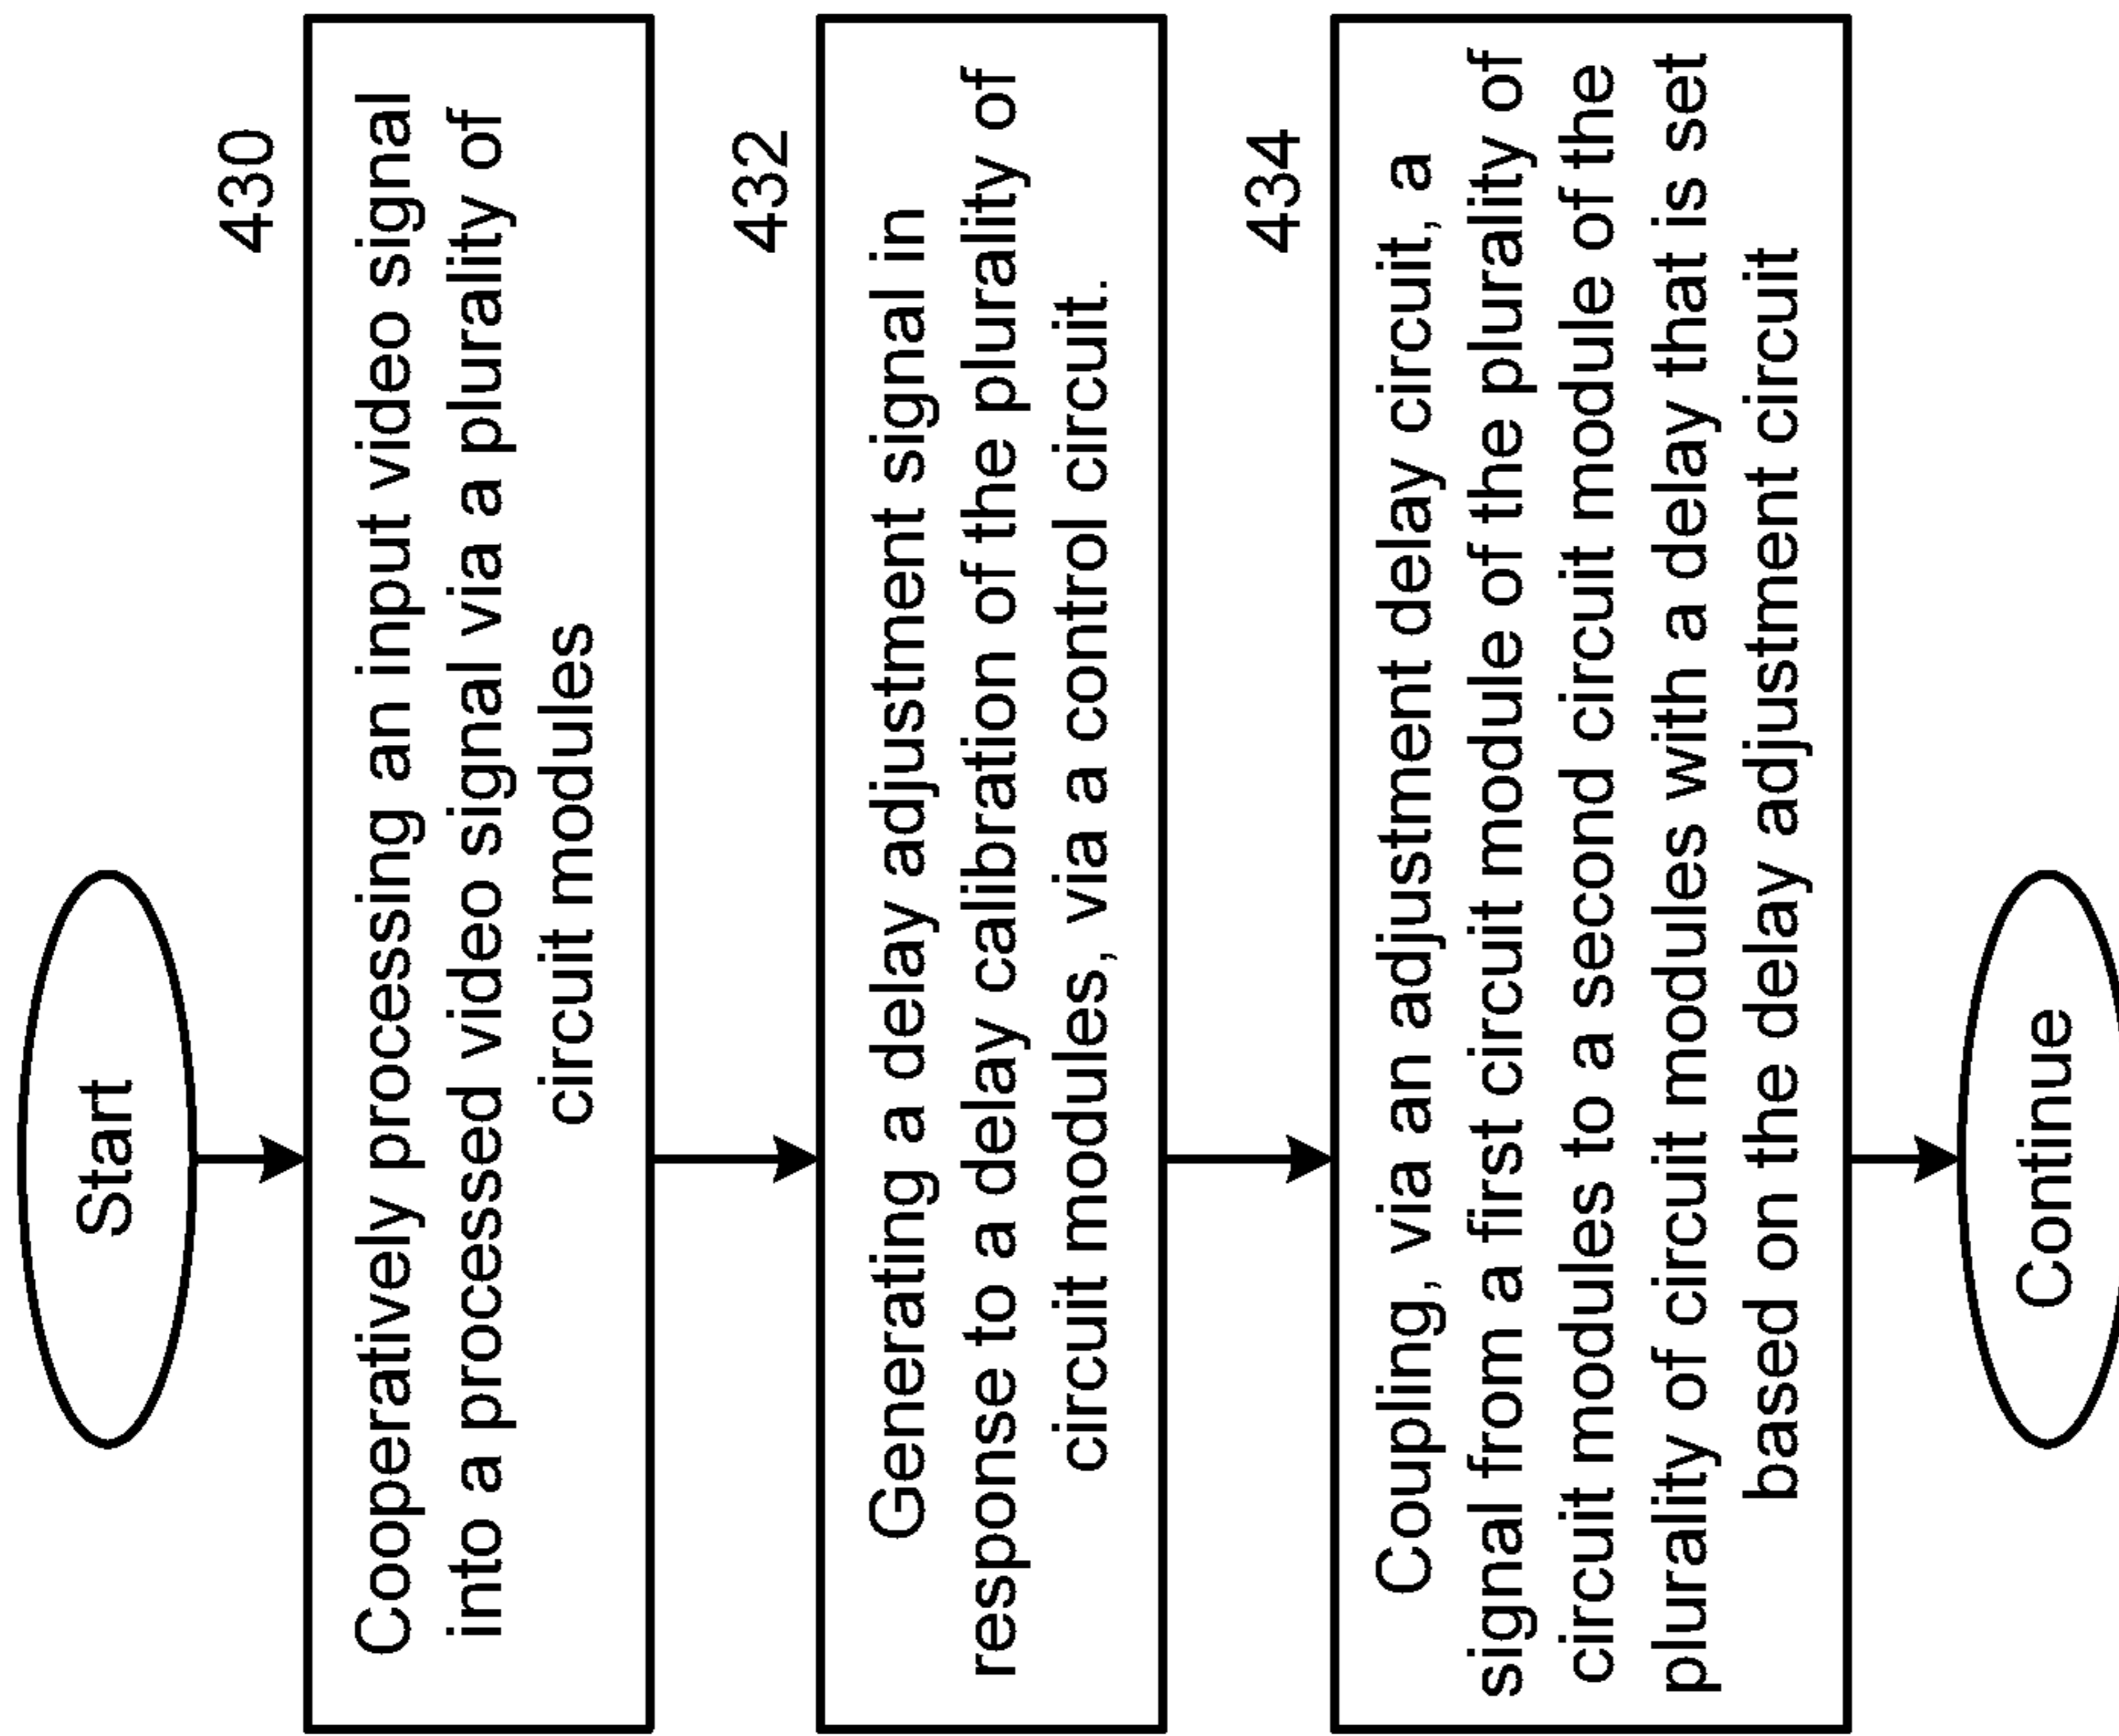 Start
430
Cooperatively processing an input video signal
into a processed video signal via a plurality of
circuit modules
432
Generating a delay adjustment signal in
response to a delay calibration of the plurality of
circuit modules, via a control circuit.
434
Coupling, via an adjustment delay circuit, a
signal from a first circuit module of the plurality of
circuit modules to a second circuit module of the
plurality of circuit modules with a delay that is set
based on the delay adjustment circuit
Continue